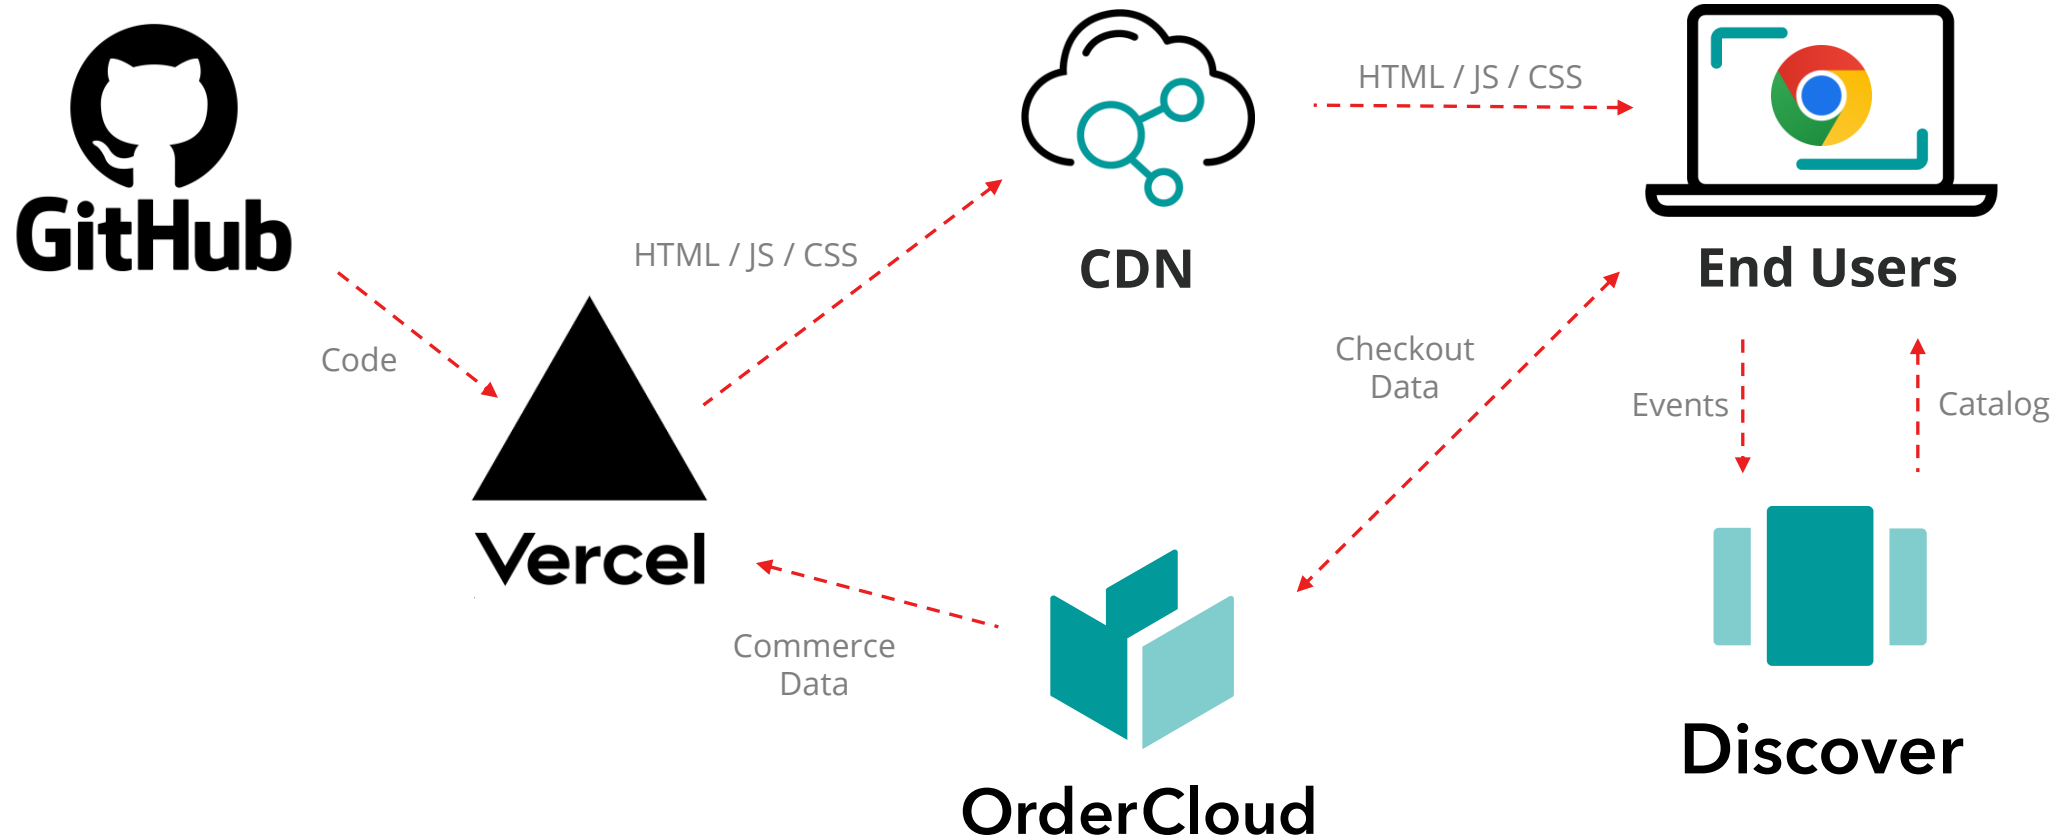 GitHub
Code
Vercel
HTML / JS / CSS
CDN
HTML / JS / CSS
End Users
Checkout
Data
Events
Catalog
Commerce
Data
OrderCloud
Discover